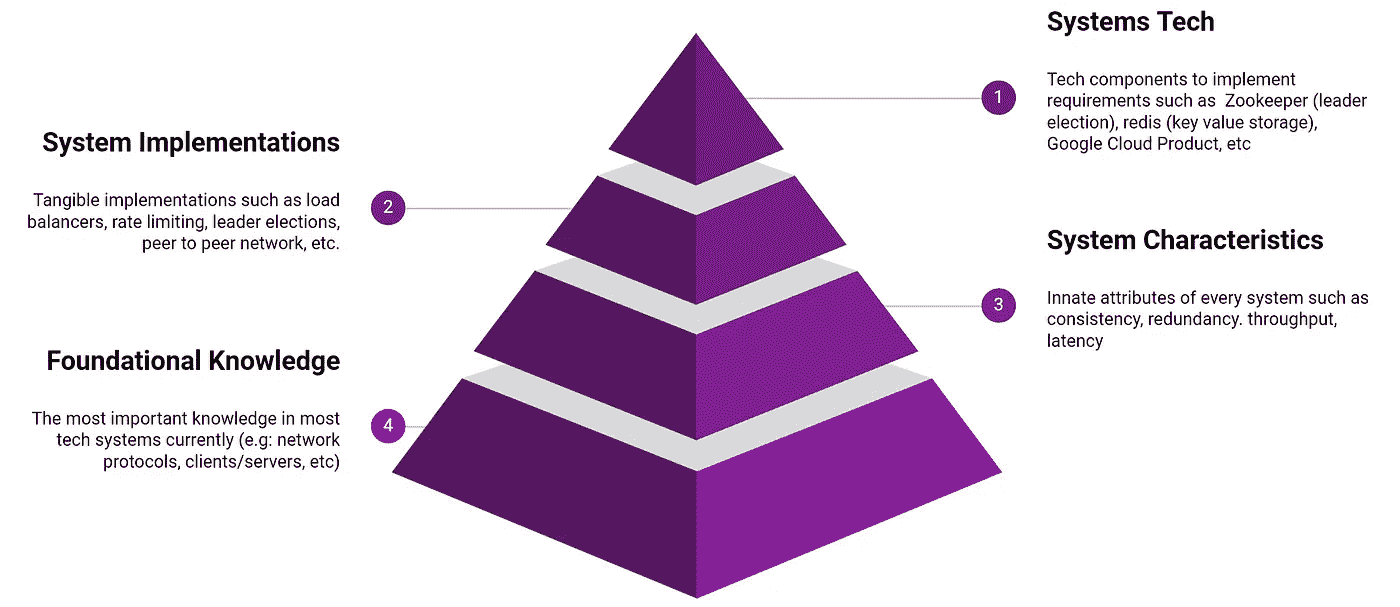 Systems Tech
1
Tech components to implement
requirements such as Zookeeper (leader
election), redis (key value storage),
Google Cloud Product, etc
System Implementations
2
Tangible implementations such as load
balancers, rate limiting, leader elections,
peer to peer network, etc.
System Characteristics
3
Innate attributes of every system such as
consistency, redundancy. throughput,
latency
Foundational Knowledge
4
The most important knowledge in most
tech systems currently (e.g: network
protocols, clients/servers, etc)